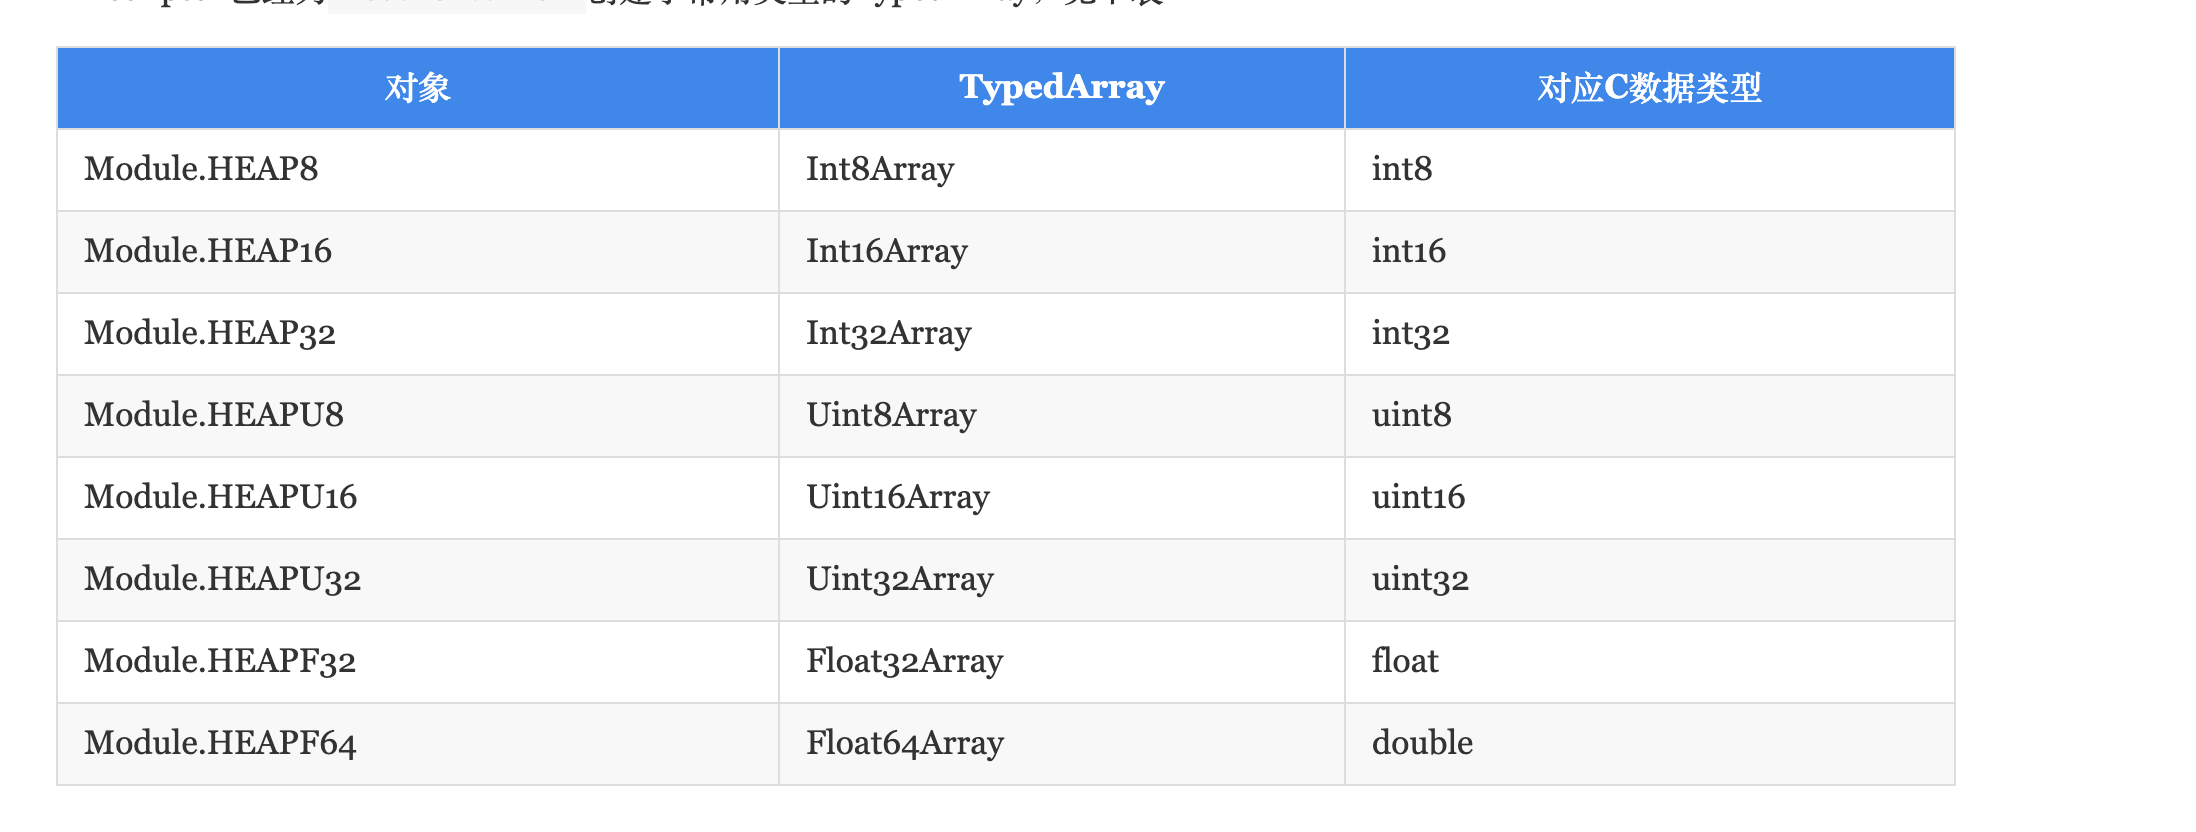 对象 TypedArray 对应C数据类型
Module.HEAP8 Int8Array int8
Module.HEAP16 Int16Array int16
Module.HEAP32 Int32Array int32
Module.HEAPU8 Uint8Array uint8
Module.HEAPU16 Uint16Array uint16
Module.HEAPU32 Uint32Array uint32
Module.HEAPF32 Float32Array float
Module.HEAPF64 Float64Array double